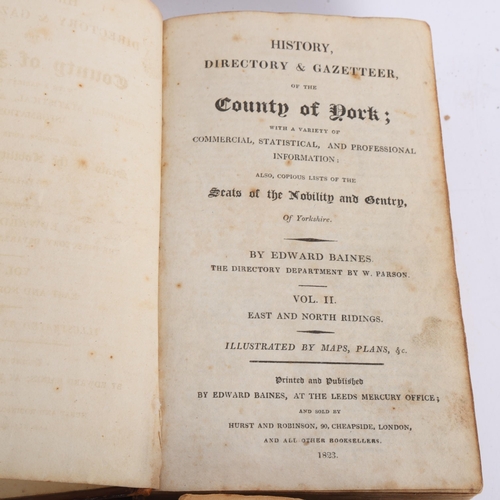 HISTORY,
DIRECTORY & GAZETTEER,
OF THE
County of York;
WITH A VARIETY OF
COMMERCIAL, STATISTICAL, AND PROFESSIONAL
INFORMATION:
ALSO, COPIOUS LISTS OF THE
Seats of the Nobility and Gentry,
Of Yorkshire.
BY EDWARD BAINES.
THE DIRECTORY DEPARTMENT BY W. PARSON.
VOL. II.
EAST AND NORTH RIDINGS.
ILLUSTRATED BY MAPS, PLANS, &c.
Printed and Published
BY EDWARD BAINES, AT THE LEEDS MERCURY OFFICE;
AND SOLD BY
HURST AND ROBINSON, 90, CHEAPSIDE, LONDON,
AND ALL OTHER BOOKSELLERS.
1823.